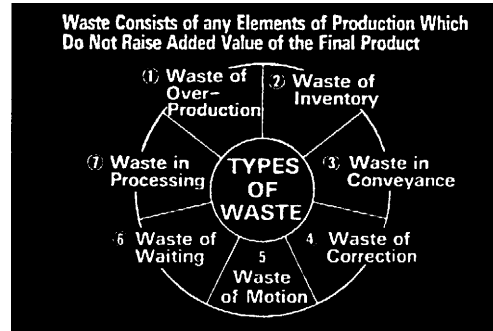 Waste Consists of any Elements of Production Which
Do Not Raise Added Value of the Final Product
① Waste of
Over-
Production
② Waste of
Inventory
③ Waste in
Conveyance
4 Waste of
Correction
5
Waste
of Motion
6 Waste of
Waiting
⑦ Waste in
Processing
TYPES
OF
WASTE